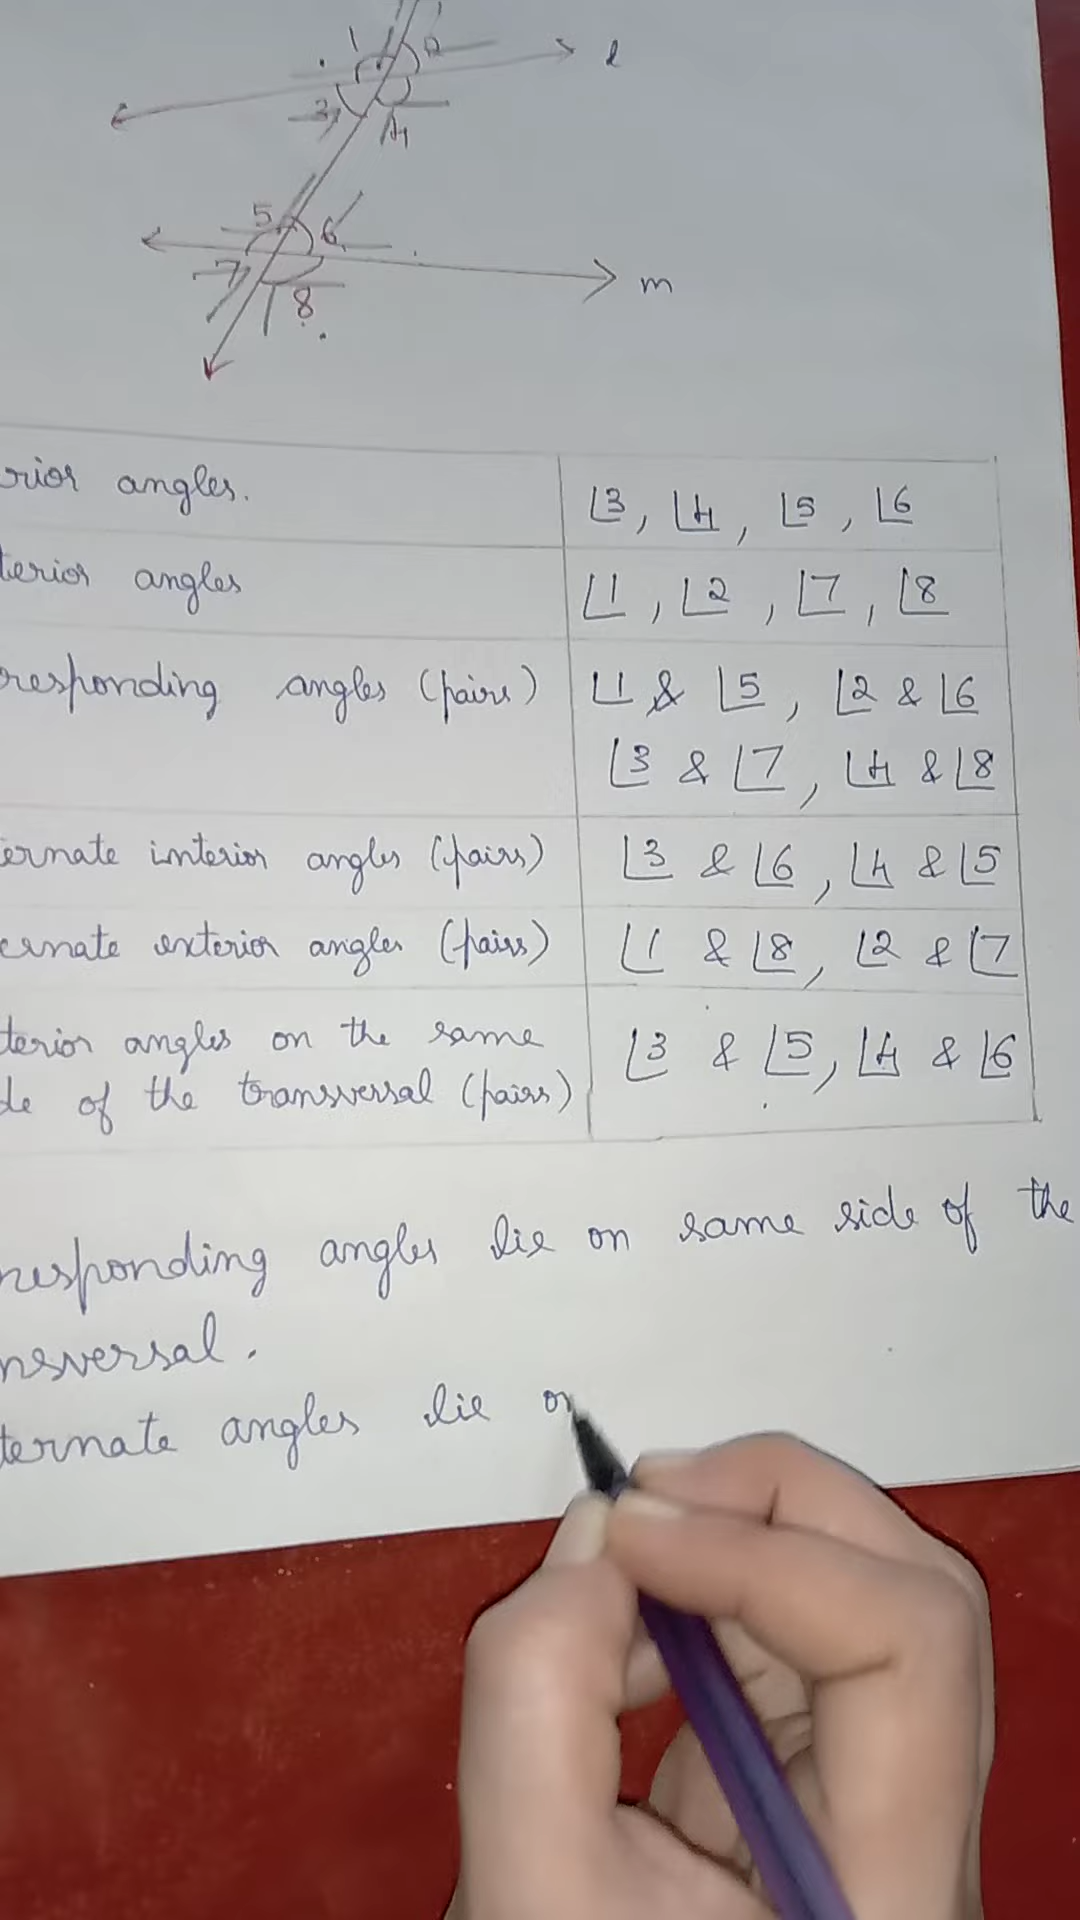 1 2 l
3 4
5 6
7 8 m
rior angles. ∠3, ∠4, ∠5, ∠6
terior angles ∠1, ∠2, ∠7, ∠8
responding angles (pairs) ∠1 & ∠5, ∠2 & ∠6
∠3 & ∠7, ∠4 & ∠8
ernate interior angles (pairs) ∠3 & ∠6, ∠4 & ∠5
ernate exterior angles (pairs) ∠1 & ∠8, ∠2 & ∠7
terior angles on the same ∠3 & ∠5, ∠4 & ∠6
de of the transversal (pairs)
responding angles lie on same side of the
nsversal.
ternate angles lie on